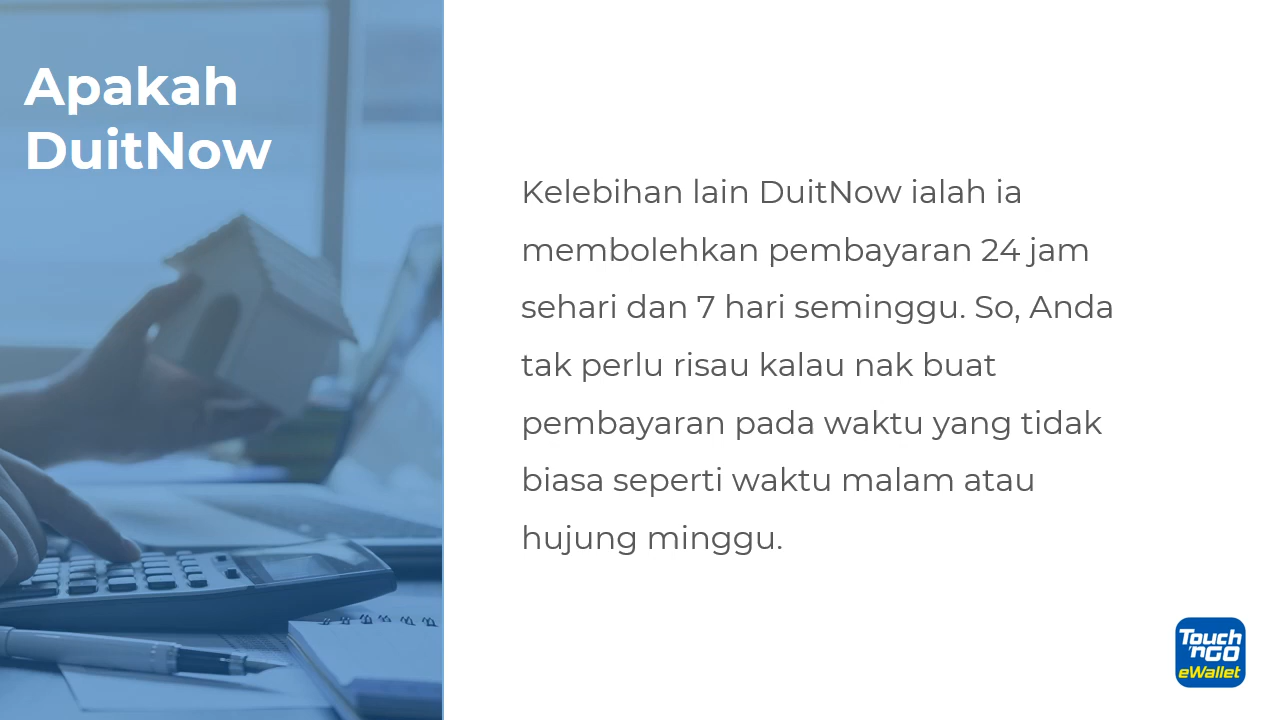 Apakah
DuitNow
Kelebihan lain DuitNow ialah ia
membolehkan pembayaran 24 jam
sehari dan 7 hari seminggu. So, Anda
tak perlu risau kalau nak buat
pembayaran pada waktu yang tidak
biasa seperti waktu malam atau
hujung minggu.
Touch
'nGO
eWallet